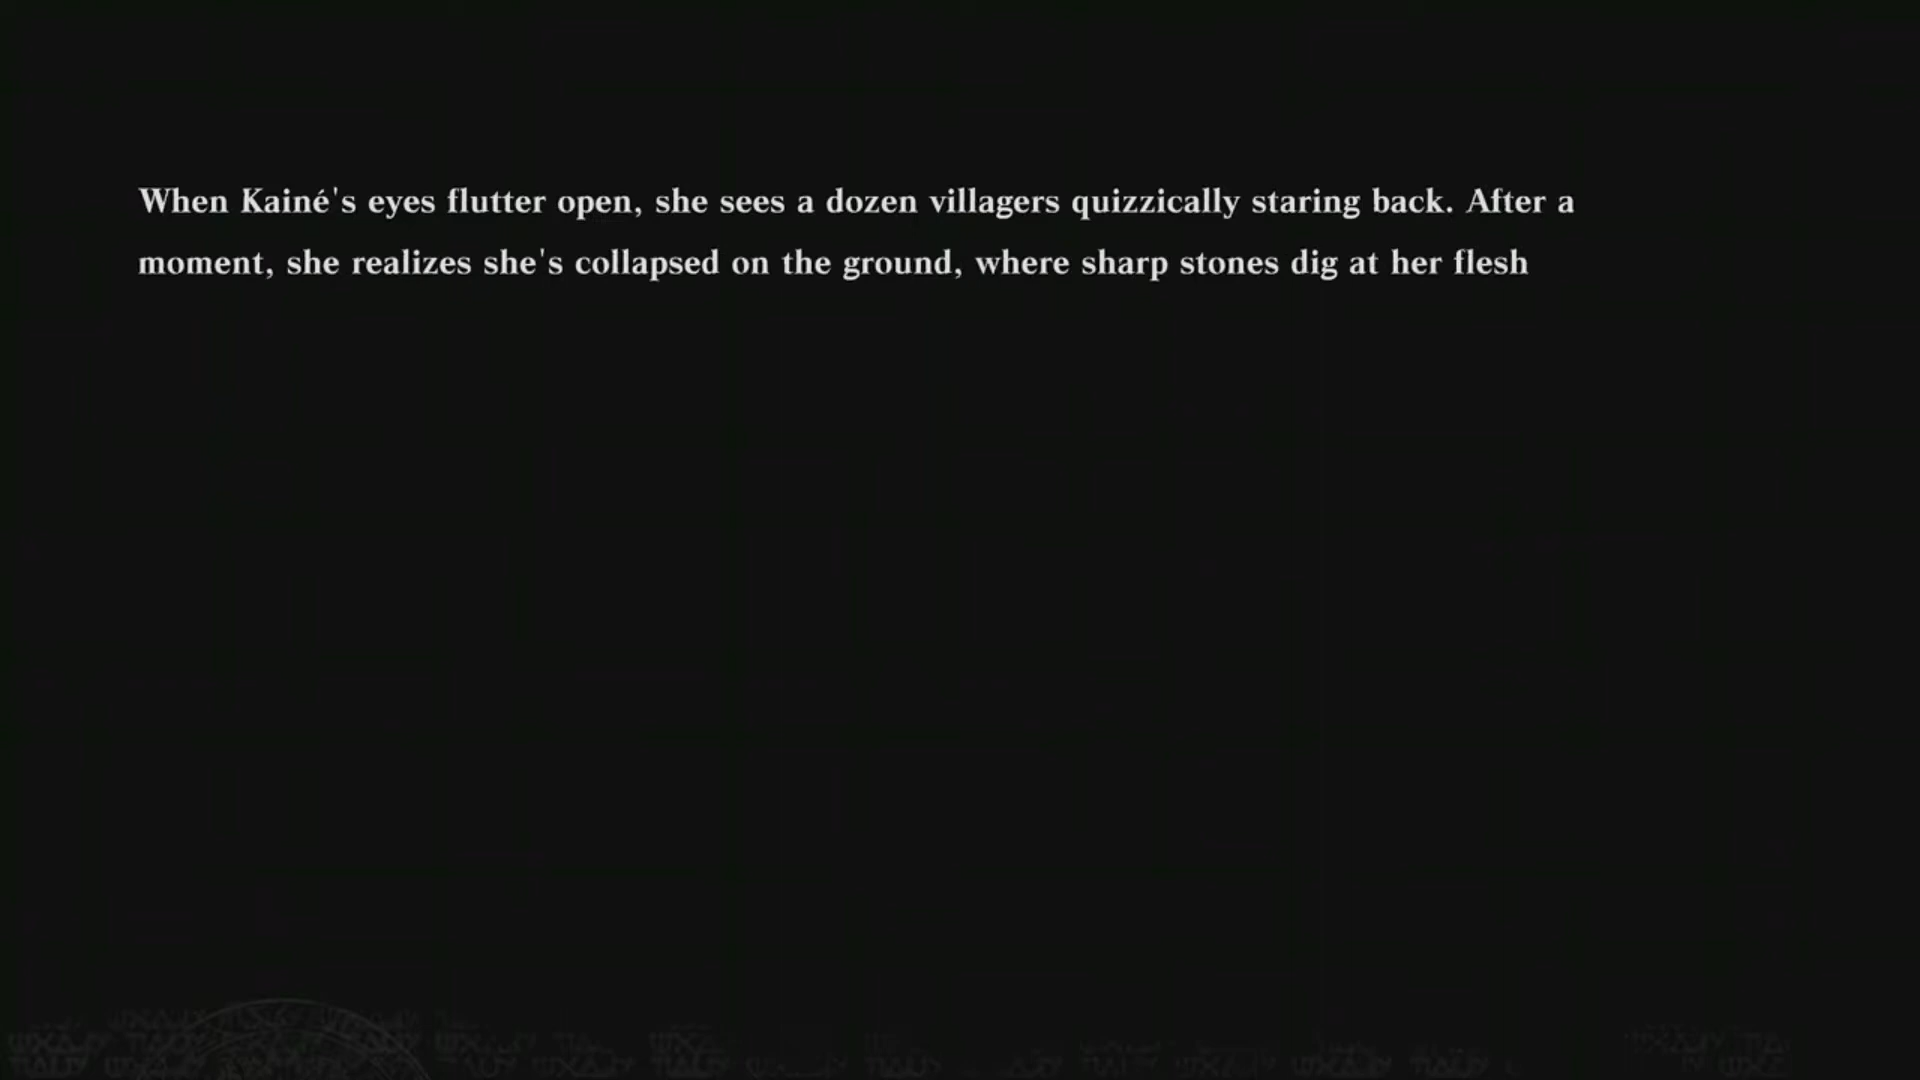 When Kainé's eyes flutter open, she sees a dozen villagers quizzically staring back. After a
moment, she realizes she's collapsed on the ground, where sharp stones dig at her flesh